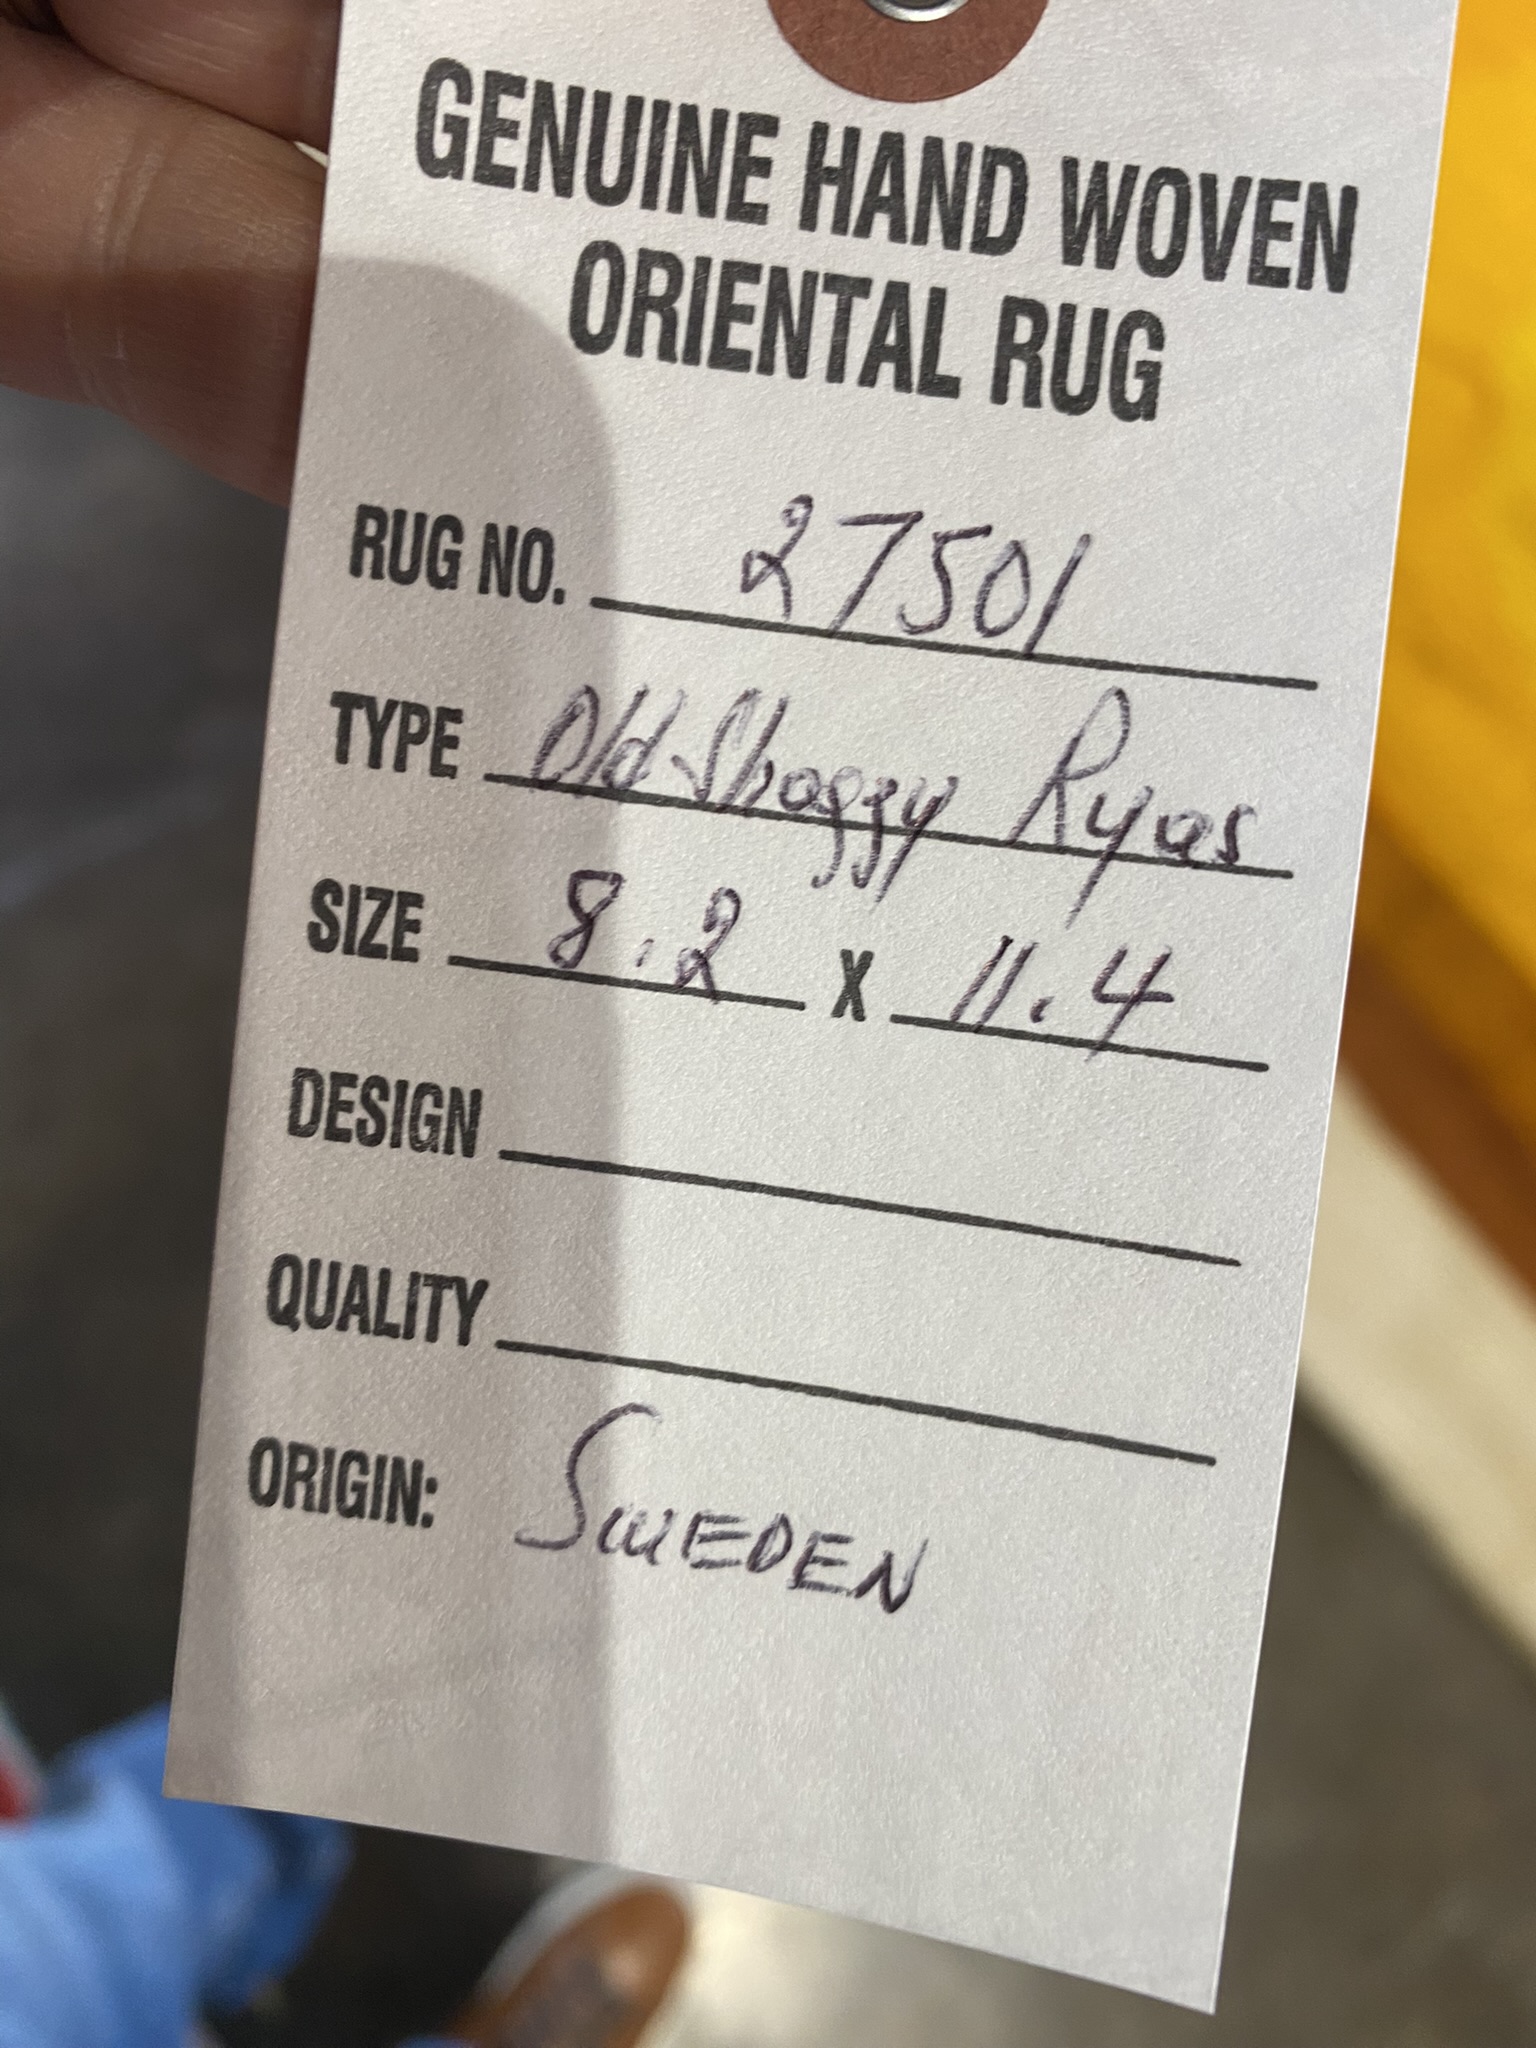 GENUINE HAND WOVEN
ORIENTAL RUG
RUG NO. 27501
TYPE Old Shaggy Ryas
SIZE 8.2 X 11.4
DESIGN
QUALITY
ORIGIN: SWEDEN